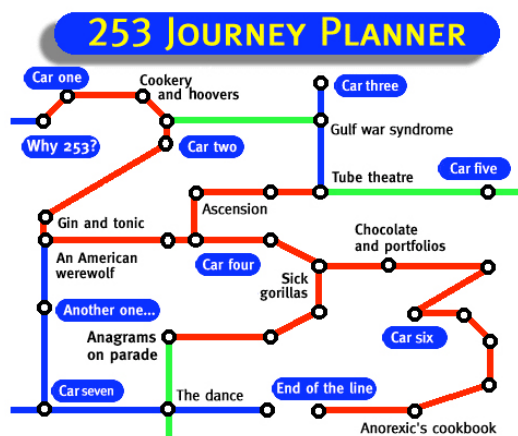 253 JOURNEY PLANNER
Car one
Cookery
and hoovers
Car three
Why 253?
Car two
Gulf war syndrome
Tube theatre
Car five
Gin and tonic
Ascension
An American
werewolf
Car four
Chocolate
and portfolios
Sick
gorillas
Another one...
Anagrams
on parade
Car six
Car seven
The dance
End of the line
Anorexic's cookbook